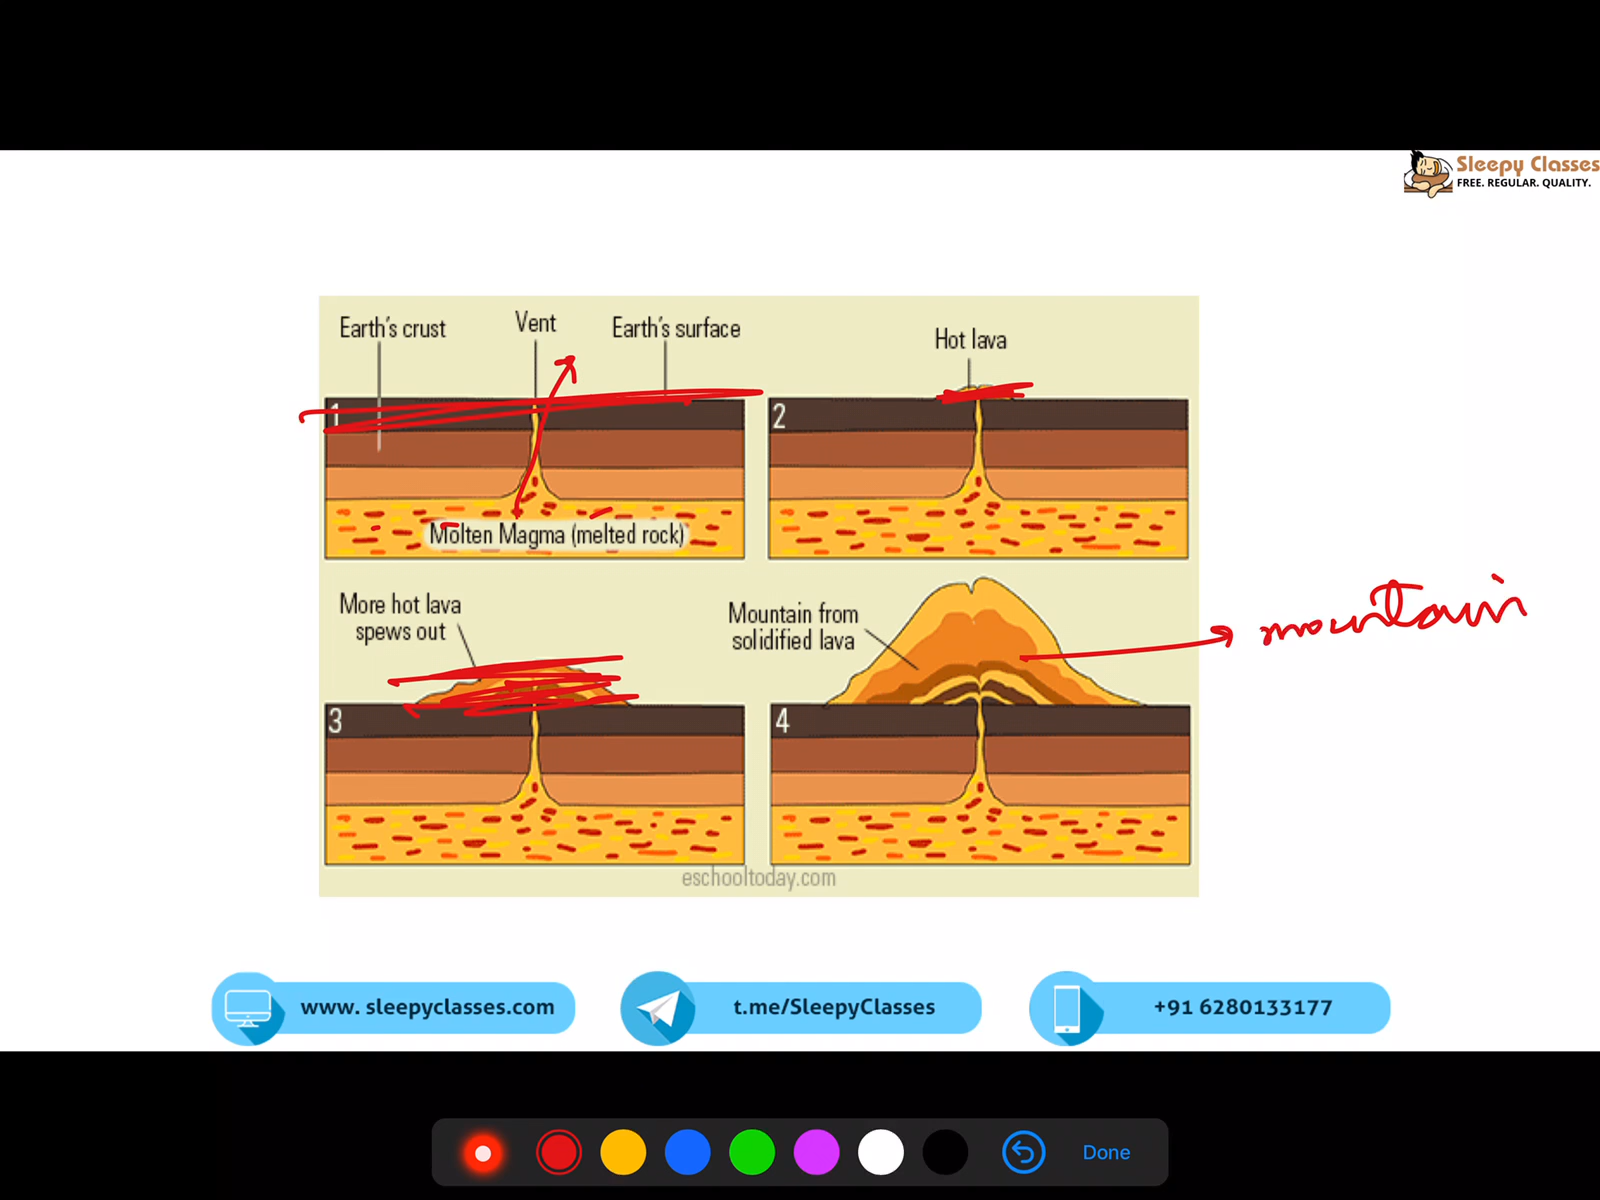 Sleepy Classes
FREE. REGULAR. QUALITY.
Earth's crust
Vent
Earth's surface
Hot lava
1
2
Molten Magma (melted rock)
More hot lava
spews out
Mountain from
solidified lava
mountain
3
4
eschooltoday.com
www. sleepyclasses.com
t.me/SleepyClasses
+91 6280133177
Done